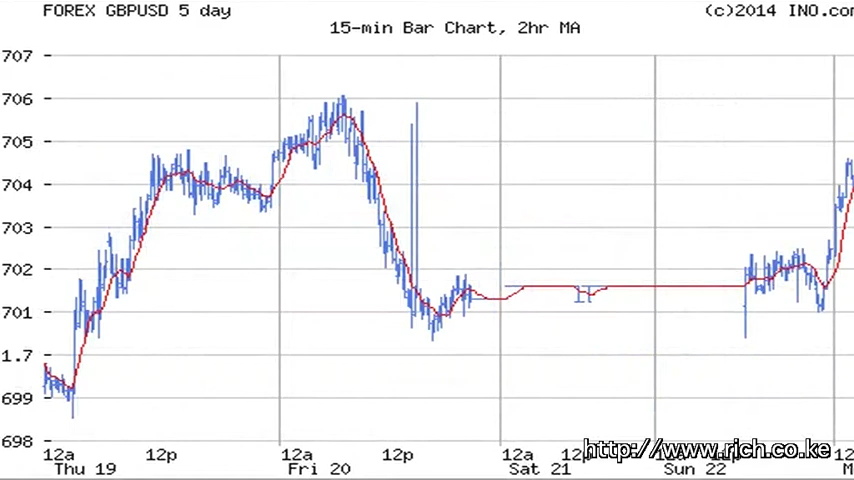 FOREX GBPUSD 5 day (c)2014 INO.com
15-min Bar Chart, 2hr MA
707
706
705
704
703
702
701
1.7
699
698
12a 12p 12a 12p 12a 12p 12
Thu 19 Fri 20 Sat 21 Sun 22 M
http://www.rich.co.ke